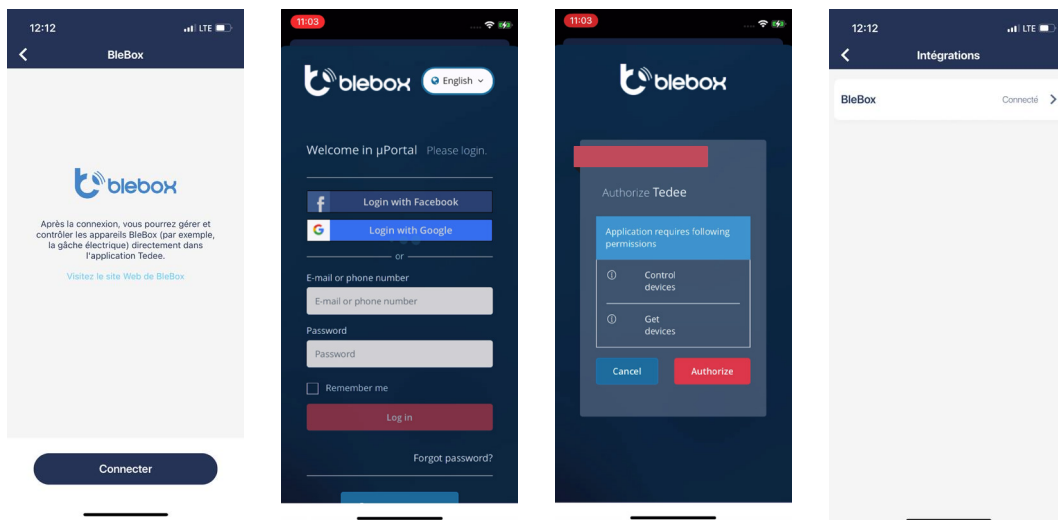 12:12
LTE
BleBox
blebox
Après la connexion, vous pourrez gérer et
contrôler les appareils BleBox (par exemple,
la gâche électrique) directement dans
l'application Tedee.
Visitez le site Web de BleBox
Connecter
11:03
blebox
English
Welcome in µPortal Please login.
Login with Facebook
Login with Google
or
E-mail or phone number
E-mail or phone number
Password
Password
Remember me
Log in
Forgot password?
11:03
blebox
Authorize Tedee
Application requires following
permissions
Control
devices
Get
devices
Cancel
Authorize
12:12
LTE
Intégrations
BleBox
Connecté